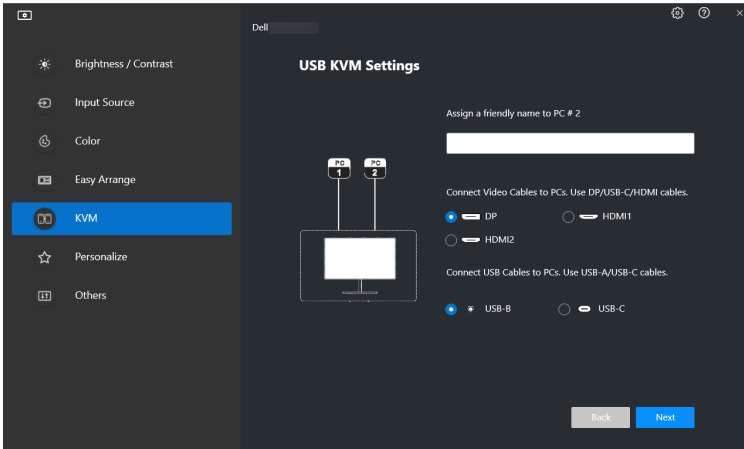 Dell
Brightness / Contrast
Input Source
Color
Easy Arrange
KVM
Personalize
Others
USB KVM Settings
PC
1
PC
2
Assign a friendly name to PC # 2
Connect Video Cables to PCs. Use DP/USB-C/HDMI cables.
DP
HDMI1
HDMI2
Connect USB Cables to PCs. Use USB-A/USB-C cables.
USB-B
USB-C
Back
Next